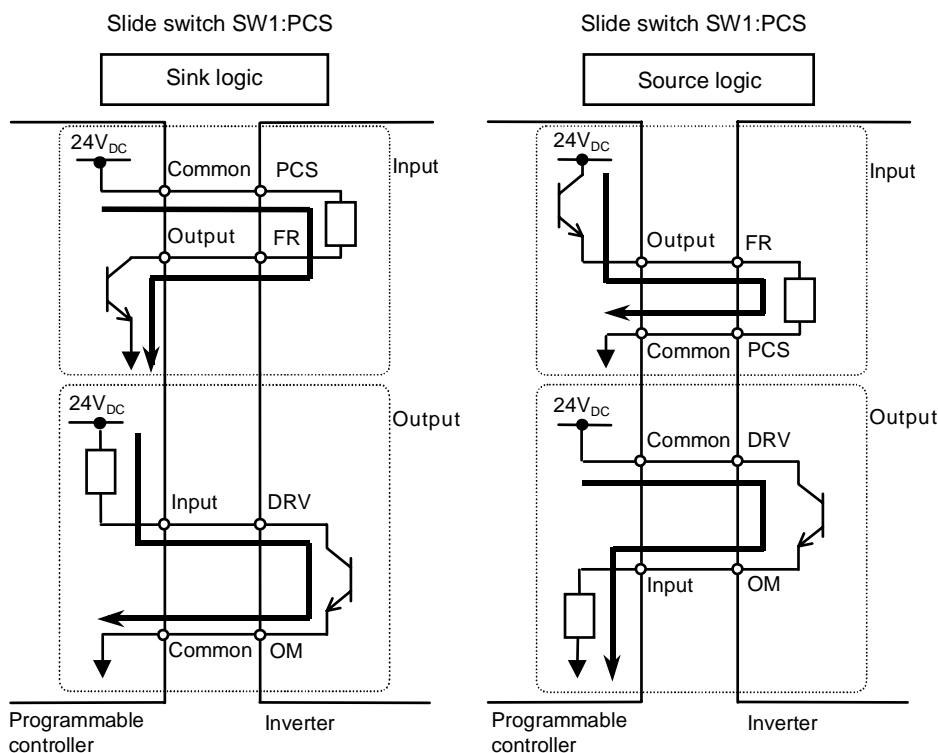 Slide switch SW1:PCS
Sink logic
24VDC
Common
PCS
Input
Output
FR
24VDC
Output
Input
DRV
Common
OM
Programmable
controller
Inverter
Slide switch SW1:PCS
Source logic
24VDC
Input
Output
FR
Common
PCS
24VDC
Output
Common
DRV
Input
OM
Programmable
controller
Inverter